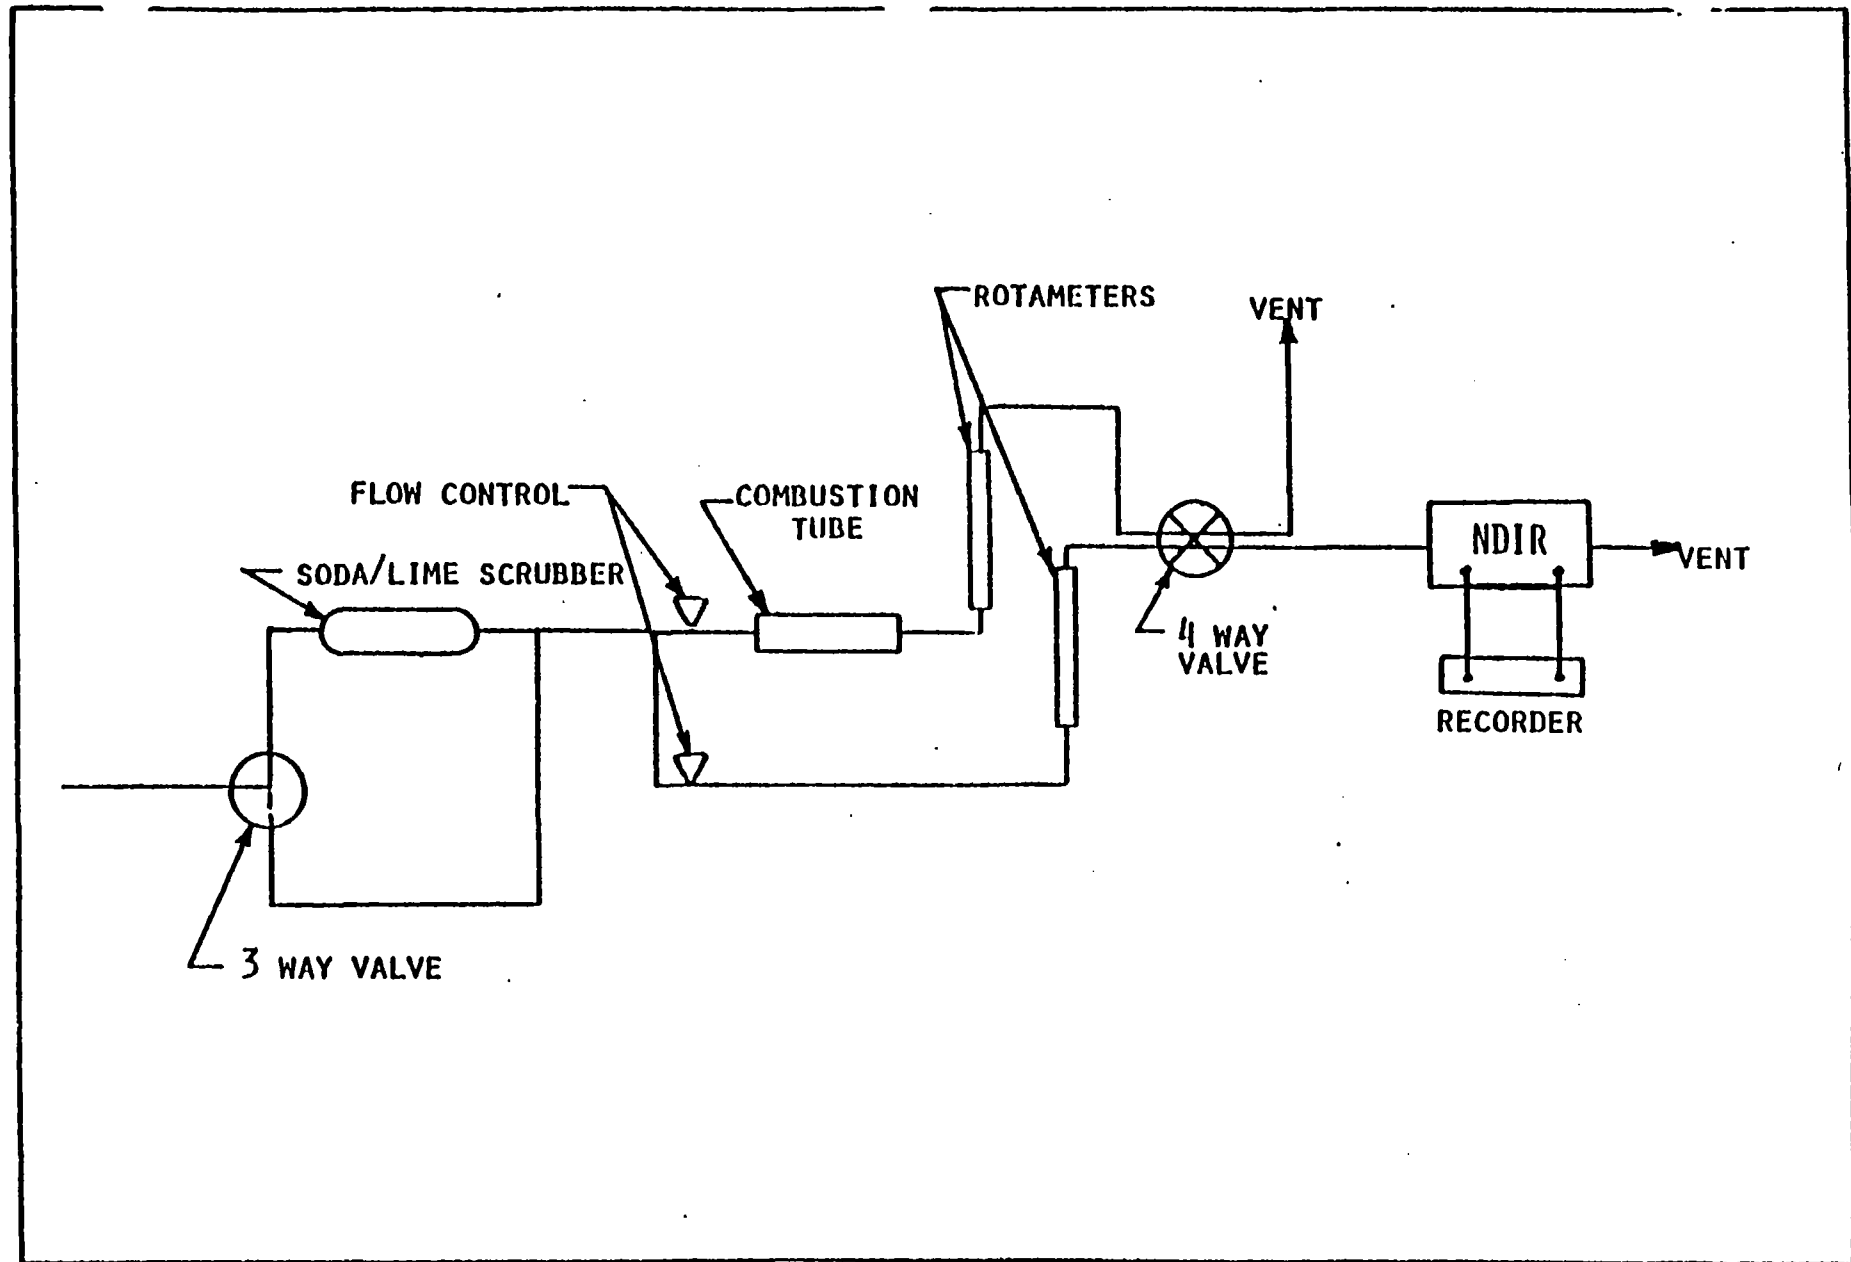 ROTAMETERS
VENT
FLOW CONTROL
COMBUSTION
TUBE
NDIR
VENT
SODA/LIME SCRUBBER
4 WAY
VALVE
RECORDER
3 WAY VALVE